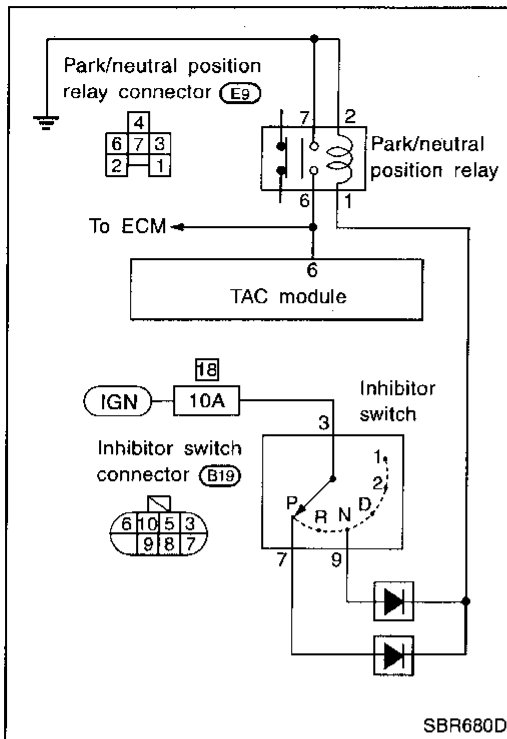 Park/neutral position
relay connector E9
4
6 7 3
2 1
7 2
Park/neutral
position relay
6 1
To ECM
6
TAC module
18
IGN 10A
3
Inhibitor
switch
Inhibitor switch
connector B19
6 10 5 3
9 8 7
P R N D 2 1
7 9
SBR680D